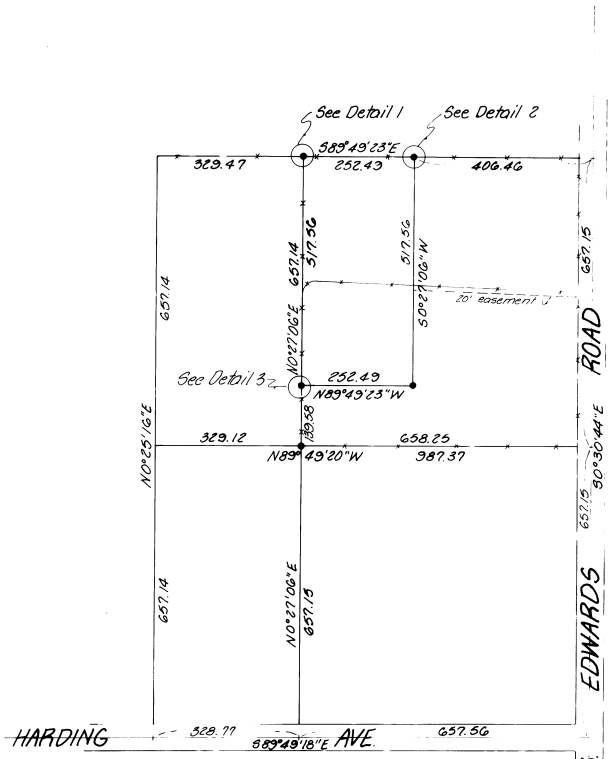 See Detail 1
See Detail 2
S89°49'23"E
329.47
252.49
406.46
657.14
517.56
517.56
S0°27'06"W
657.15
657.14
20' easement
N0°27'06"E
ROAD
See Detail 3
252.49
N89°49'23"W
139.58
N0°25'16"E
329.12
658.25
N89°49'20"W
987.37
S0°30'44"E
657.15
657.14
N0°27'06"E
657.15
EDWARDS
HARDING
328.77
S89°49'18"E
AVE.
657.56